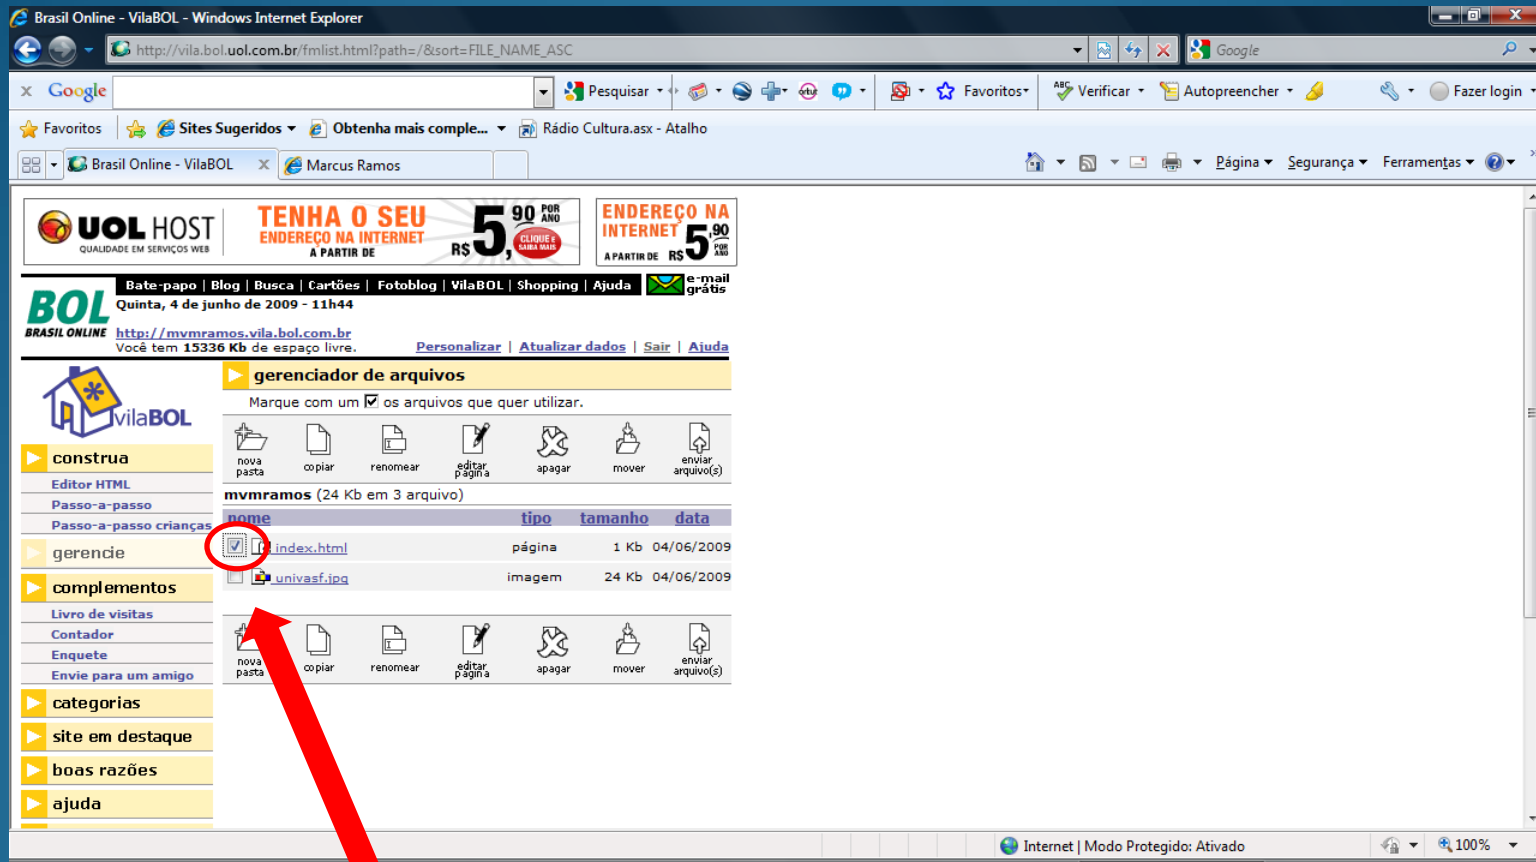 Brasil Online - VilaBOL - Windows Internet Explorer
http://vila.bol.uol.com.br/fmlist.html?path=/&sort=FILE_NAME_ASC
Google
x Google Pesquisar Favoritos Verificar Autopreencher Fazer login
Favoritos Sites Sugeridos Obtenha mais comple... Rádio Cultura.asx - Atalho
Brasil Online - VilaBOL X Marcus Ramos Página Segurança Ferramentas
UOL HOST
QUALIDADE EM SERVIÇOS WEB
TENHA O SEU
ENDEREÇO NA INTERNET
A PARTIR DE
R$ 5,90 POR ANO
CLIQUE E
SAIBA MAIS
ENDEREÇO NA
INTERNET
A PARTIR DE R$ 5,90 POR ANO
BOL
BRASIL ONLINE
Bate-papo | Blog | Busca | Cartões | Fotoblog | VilaBOL | Shopping | Ajuda
e-mail
grátis
Quinta, 4 de junho de 2009 - 11h44
http://mvmramos.vila.bol.com.br
Você tem 15336 Kb de espaço livre. Personalizar | Atualizar dados | Sair | Ajuda
vilaBOL
construa
Editor HTML
Passo-a-passo
Passo-a-passo crianças
gerencie
complementos
Livro de visitas
Contador
Enquete
Envie para um amigo
categorias
site em destaque
boas razões
ajuda
gerenciador de arquivos
Marque com um os arquivos que quer utilizar.
nova pasta copiar renomear editar página apagar mover enviar arquivo(s)
mvmramos (24 Kb em 3 arquivo)
nome tipo tamanho data
index.html página 1 Kb 04/06/2009
univasf.jpg imagem 24 Kb 04/06/2009
nova pasta copiar renomear editar página apagar mover enviar arquivo(s)
Internet | Modo Protegido: Ativado 100%